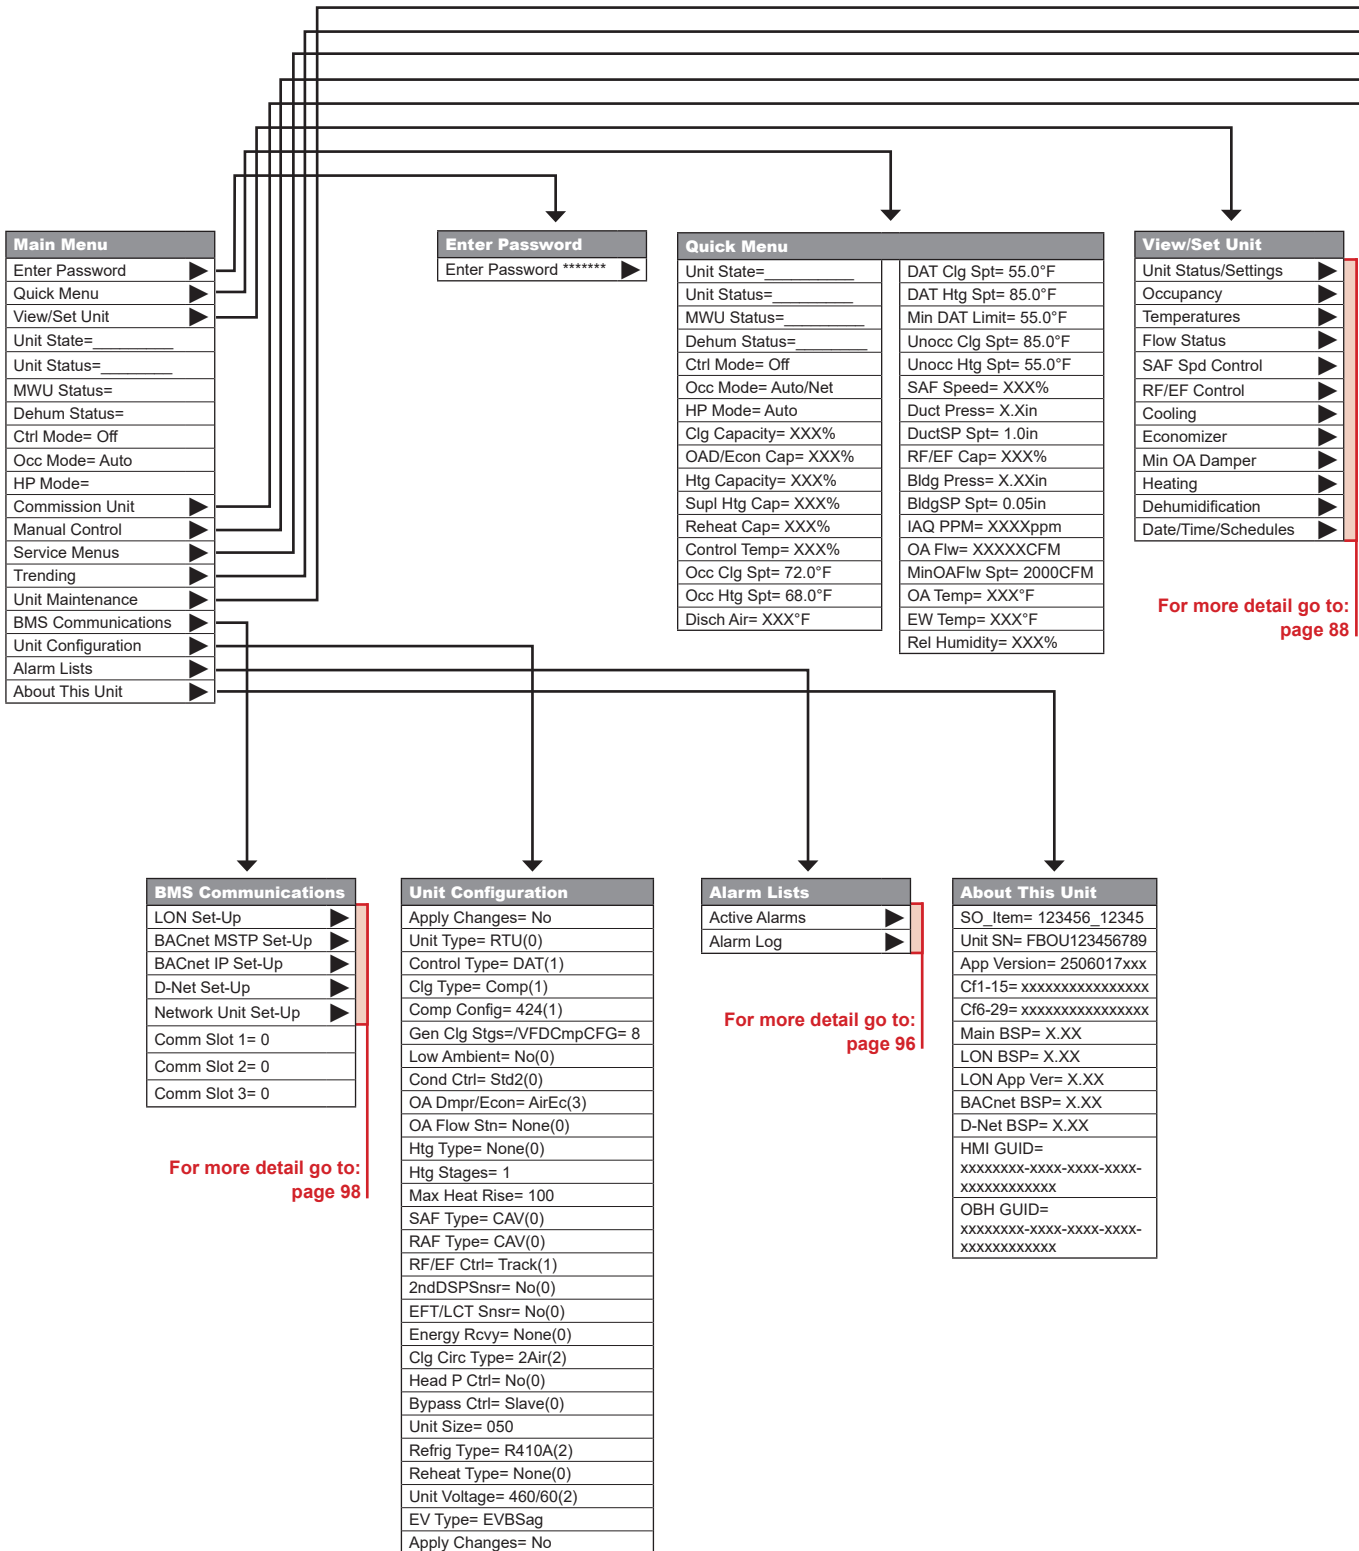 Main Menu
Enter Password
Quick Menu
View/Set Unit
Unit State=_________
Unit Status=________
MWU Status=
Dehum Status=
Ctrl Mode= Off
Occ Mode= Auto
HP Mode=
Commission Unit
Manual Control
Service Menus
Trending
Unit Maintenance
BMS Communications
Unit Configuration
Alarm Lists
About This Unit
Enter Password
Enter Password *******
Quick Menu
Unit State=__________
Unit Status=_________
MWU Status=_________
Dehum Status=________
Ctrl Mode= Off
Occ Mode= Auto/Net
HP Mode= Auto
Clg Capacity= XXX%
OAD/Econ Cap= XXX%
Htg Capacity= XXX%
Supl Htg Cap= XXX%
Reheat Cap= XXX%
Control Temp= XXX%
Occ Clg Spt= 72.0°F
Occ Htg Spt= 68.0°F
Disch Air= XXX°F
DAT Clg Spt= 55.0°F
DAT Htg Spt= 85.0°F
Min DAT Limit= 55.0°F
Unocc Clg Spt= 85.0°F
Unocc Htg Spt= 55.0°F
SAF Speed= XXX%
Duct Press= X.Xin
DuctSP Spt= 1.0in
RF/EF Cap= XXX%
Bldg Press= X.XXin
BldgSP Spt= 0.05in
IAQ PPM= XXXXppm
OA Flw= XXXXXCFM
MinOAFlw Spt= 2000CFM
OA Temp= XXX°F
EW Temp= XXX°F
Rel Humidity= XXX%
View/Set Unit
Unit Status/Settings
Occupancy
Temperatures
Flow Status
SAF Spd Control
RF/EF Control
Cooling
Economizer
Min OA Damper
Heating
Dehumidification
Date/Time/Schedules
For more detail go to:
page 88
BMS Communications
LON Set-Up
BACnet MSTP Set-Up
BACnet IP Set-Up
D-Net Set-Up
Network Unit Set-Up
Comm Slot 1= 0
Comm Slot 2= 0
Comm Slot 3= 0
For more detail go to:
page 98
Unit Configuration
Apply Changes= No
Unit Type= RTU(0)
Control Type= DAT(1)
Clg Type= Comp(1)
Comp Config= 424(1)
Gen Clg Stgs=/VFDCmpCFG= 8
Low Ambient= No(0)
Cond Ctrl= Std2(0)
OA Dmpr/Econ= AirEc(3)
OA Flow Stn= None(0)
Htg Type= None(0)
Htg Stages= 1
Max Heat Rise= 100
SAF Type= CAV(0)
RAF Type= CAV(0)
RF/EF Ctrl= Track(1)
2ndDSPSnsr= No(0)
EFT/LCT Snsr= No(0)
Energy Rcvy= None(0)
Clg Circ Type= 2Air(2)
Head P Ctrl= No(0)
Bypass Ctrl= Slave(0)
Unit Size= 050
Refrig Type= R410A(2)
Reheat Type= None(0)
Unit Voltage= 460/60(2)
EV Type= EVBSag
Apply Changes= No
Alarm Lists
Active Alarms
Alarm Log
For more detail go to:
page 96
About This Unit
SO_Item= 123456_12345
Unit SN= FBOU123456789
App Version= 2506017xxx
Cf1-15= xxxxxxxxxxxxxxxx
Cf6-29= xxxxxxxxxxxxxxxx
Main BSP= X.XX
LON BSP= X.XX
LON App Ver= X.XX
BACnet BSP= X.XX
D-Net BSP= X.XX
HMI GUID=
xxxxxxxx-xxxx-xxxx-xxxx-
xxxxxxxxxxxx
OBH GUID=
xxxxxxxx-xxxx-xxxx-xxxx-
xxxxxxxxxxxx